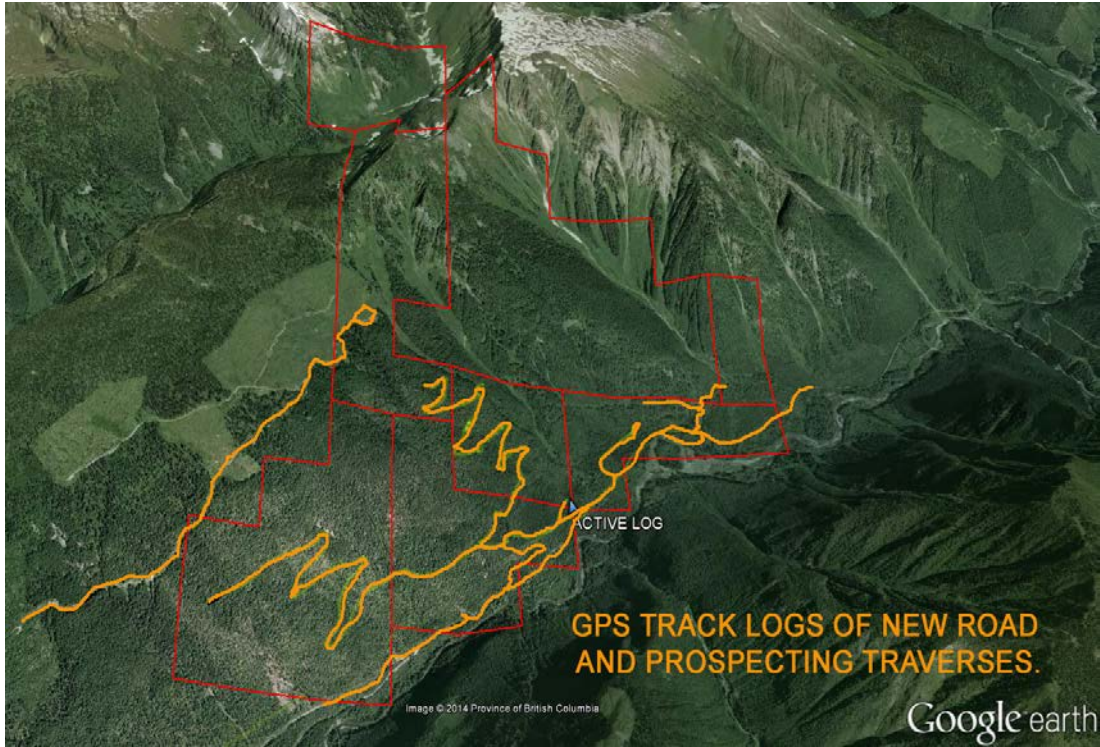 ACTIVE LOG
GPS TRACK LOGS OF NEW ROAD
AND PROSPECTING TRAVERSES.
Image © 2014 Province of British Columbia
Google earth